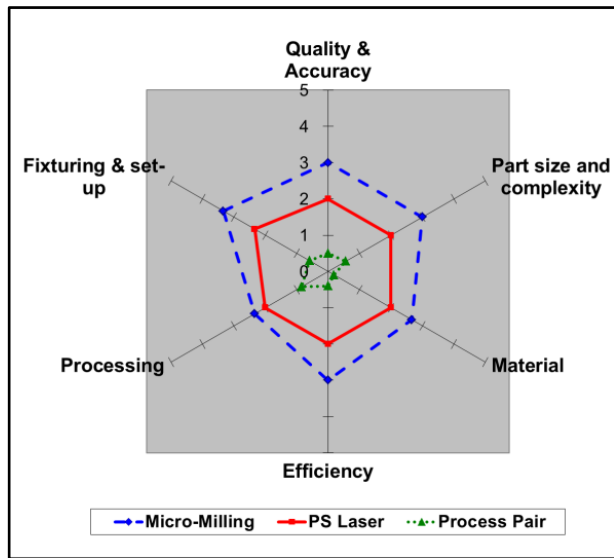 Quality &
Accuracy
5
4
3
2
1
0
Fixturing & set-
up
Part size and
complexity
Processing
Material
Efficiency
Micro-Milling PS Laser Process Pair